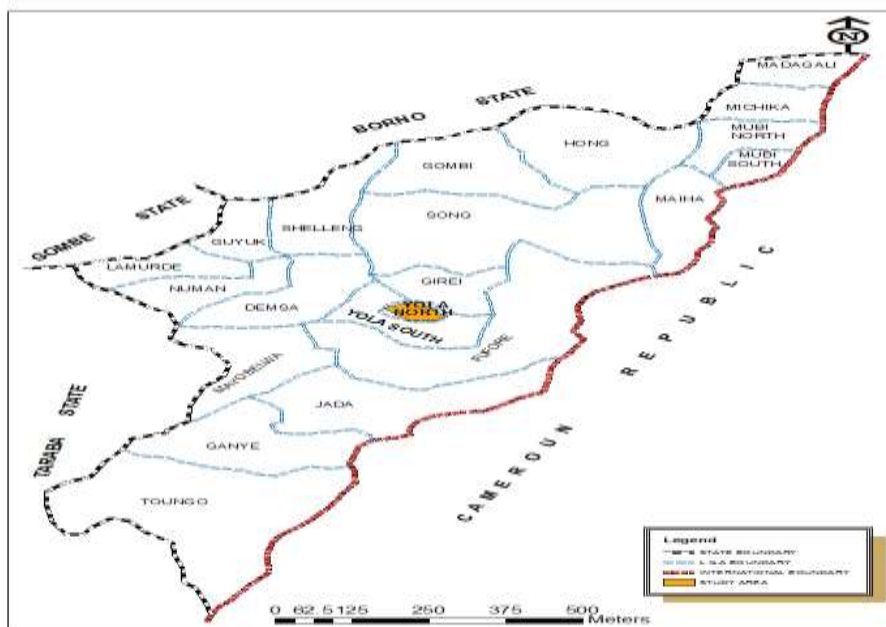 N
MADAGALI
MICHIKA
MUBI
NORTH
MUBI
SOUTH
BORNO STATE
HONG
GOMBI
MAIHA
SONG
GOMBE STATE
SHELLENG
GUYUK
LAMURDE
NUMAN
GIREI
DEMSA
YOLA
NORTH
YOLA SOUTH
FUFORE
MAYOBELWA
JADA
TARABA STATE
GANYE
TOUNGO
CAMEROUN REPUBLIC
Legend
STATE BOUNDARY
L G A BOUNDARY
INTERNATIONAL BOUNDARY
STUDY AREA
0 62.5 125 250 375 500
Meters